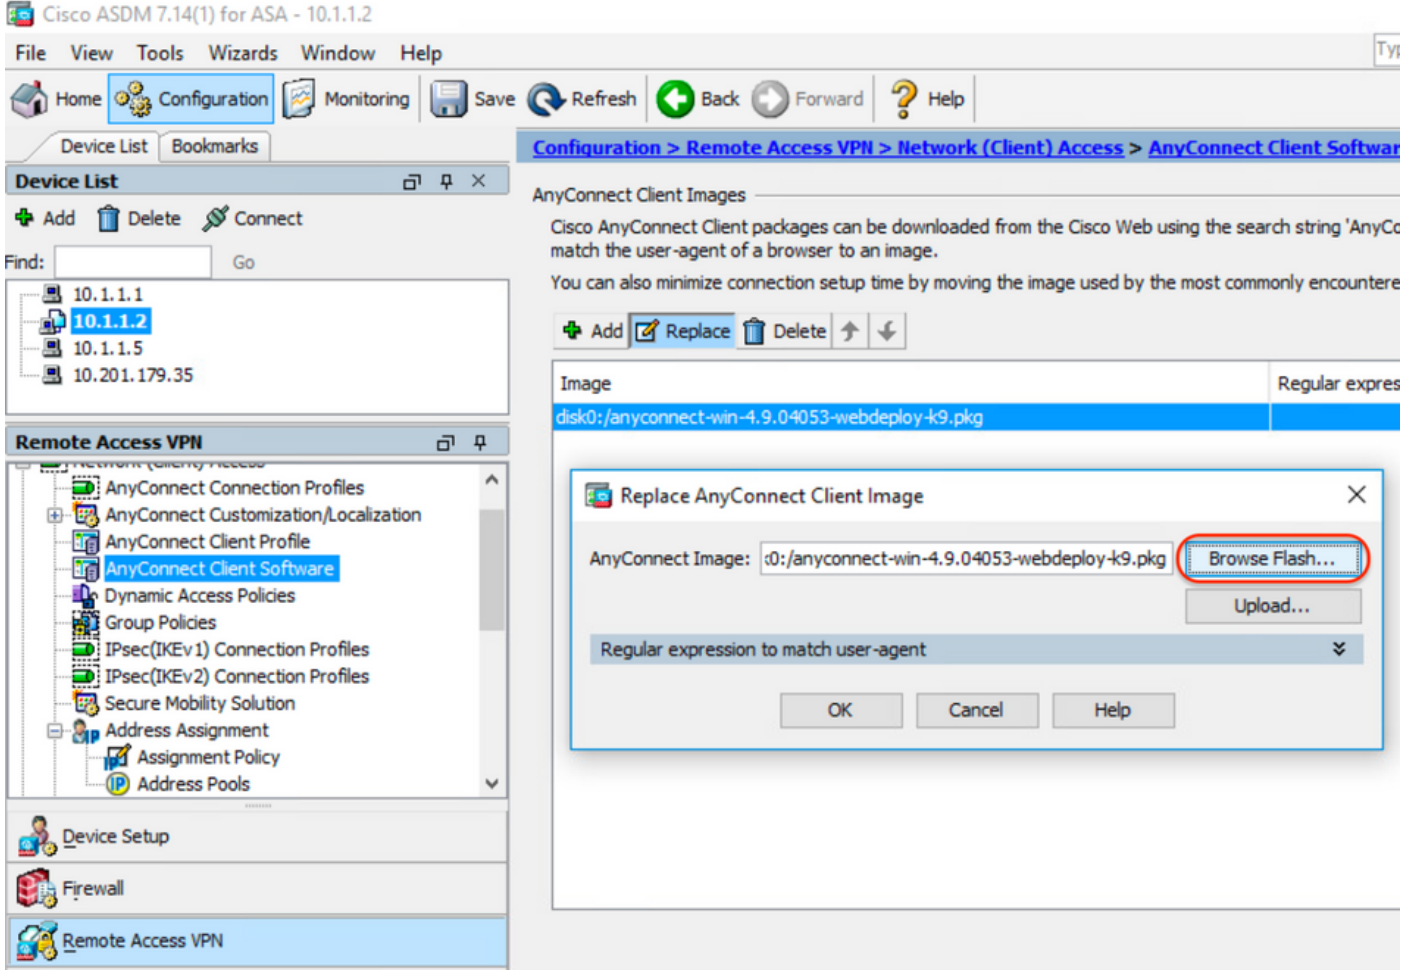 Cisco ASDM 7.14(1) for ASA - 10.1.1.2
File View Tools Wizards Window Help
Home Configuration Monitoring Save Refresh Back Forward Help
Device List Bookmarks
Configuration > Remote Access VPN > Network (Client) Access > AnyConnect Client Softwar
Device List
Add Delete Connect
Find: Go
10.1.1.1
10.1.1.2
10.1.1.5
10.201.179.35
AnyConnect Client Images
Cisco AnyConnect Client packages can be downloaded from the Cisco Web using the search string 'AnyCo
match the user-agent of a browser to an image.
You can also minimize connection setup time by moving the image used by the most commonly encountere
Add Replace Delete
Image Regular expres
disk0:/anyconnect-win-4.9.04053-webdeploy-k9.pkg
Remote Access VPN
Network (Client) Access
AnyConnect Connection Profiles
AnyConnect Customization/Localization
AnyConnect Client Profile
AnyConnect Client Software
Dynamic Access Policies
Group Policies
IPsec(IKEv1) Connection Profiles
IPsec(IKEv2) Connection Profiles
Secure Mobility Solution
Address Assignment
Assignment Policy
Address Pools
Device Setup
Firewall
Remote Access VPN
Replace AnyConnect Client Image
AnyConnect Image: 0:/anyconnect-win-4.9.04053-webdeploy-k9.pkg Browse Flash...
Upload...
Regular expression to match user-agent
OK Cancel Help